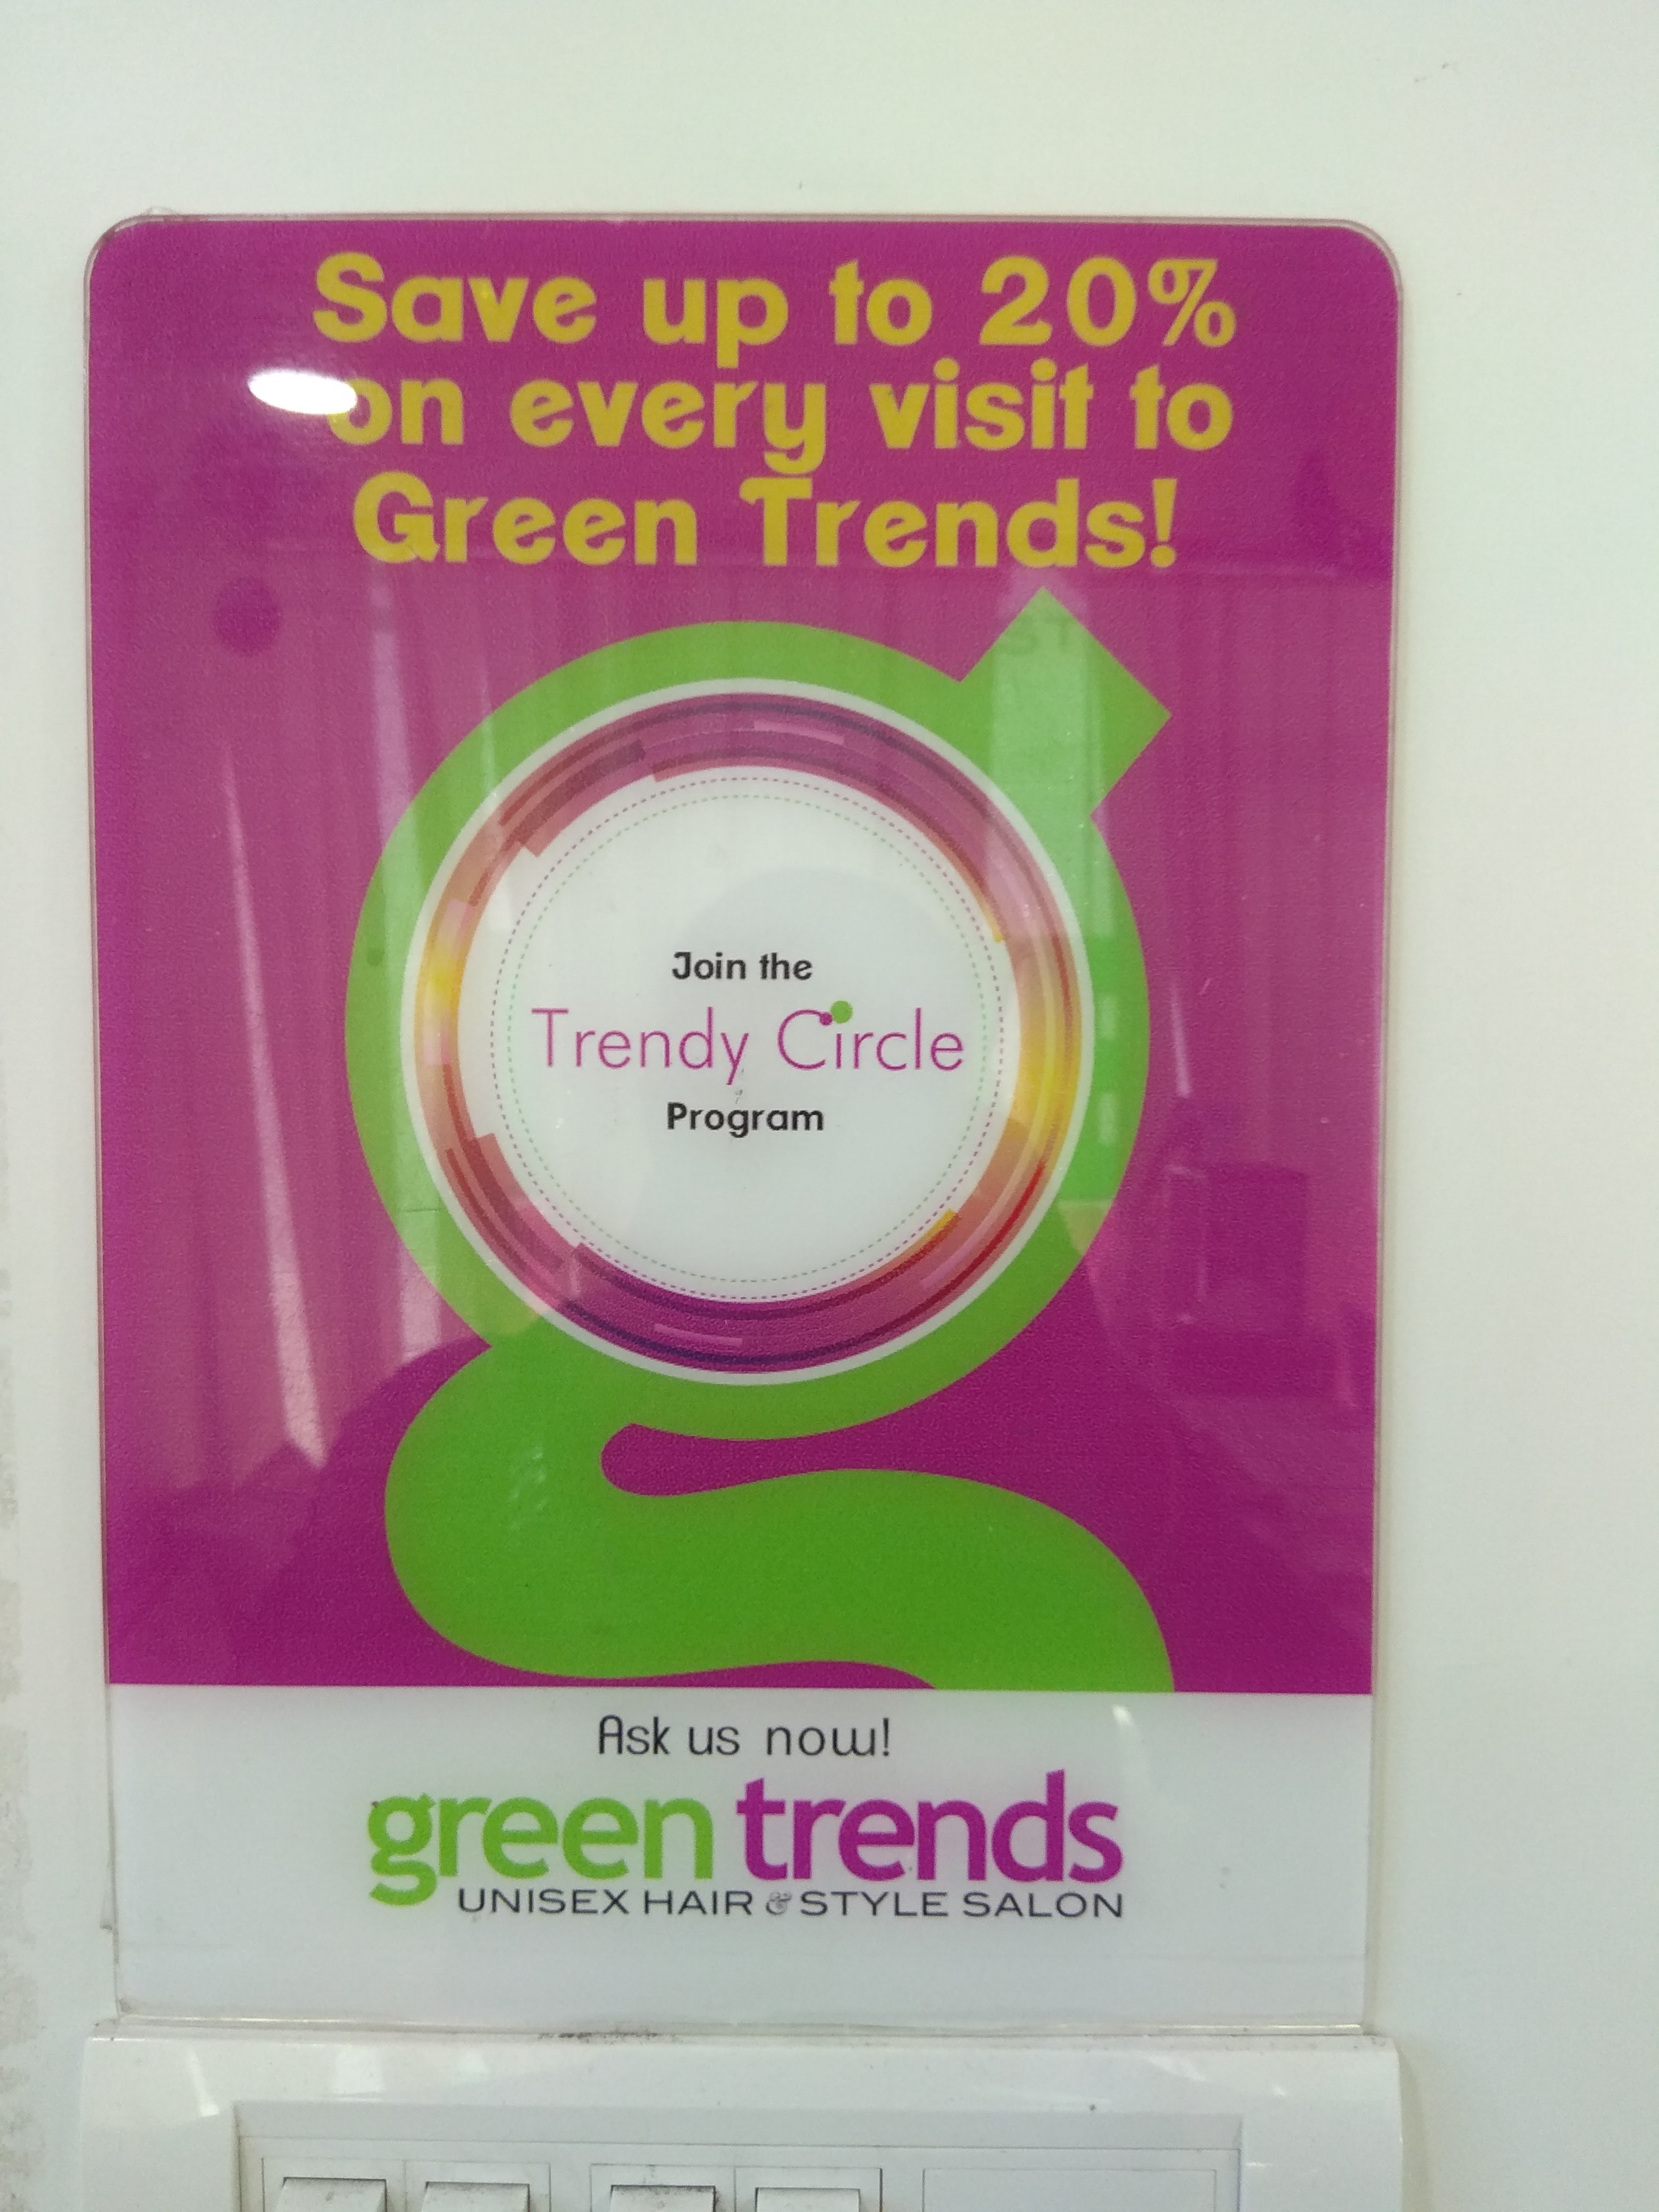 Save up to 20%
on every visit to
Green Trends!
Join the
Trendy Circle
Program
Ask us now!
green trends
UNISEX HAIR & STYLE SALON